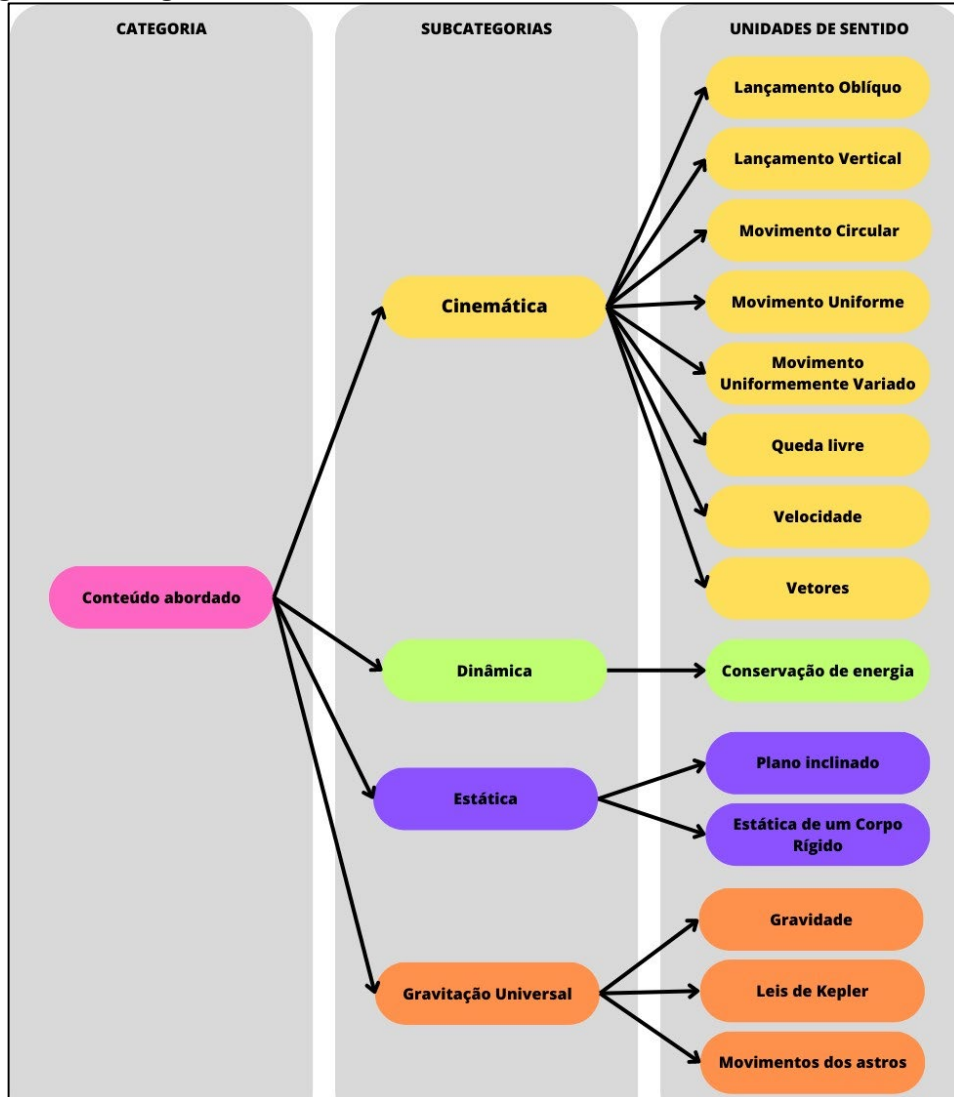 CATEGORIA
SUBCATEGORIAS
UNIDADES DE SENTIDO
Lançamento Oblíquo
Lançamento Vertical
Movimento Circular
Cinemática
Movimento Uniforme
Movimento
Uniformemente Variado
Queda livre
Velocidade
Vetores
Conteúdo abordado
Dinâmica
Conservação de energia
Plano inclinado
Estática
Estática de um Corpo
Rígido
Gravidade
Gravitação Universal
Leis de Kepler
Movimentos dos astros